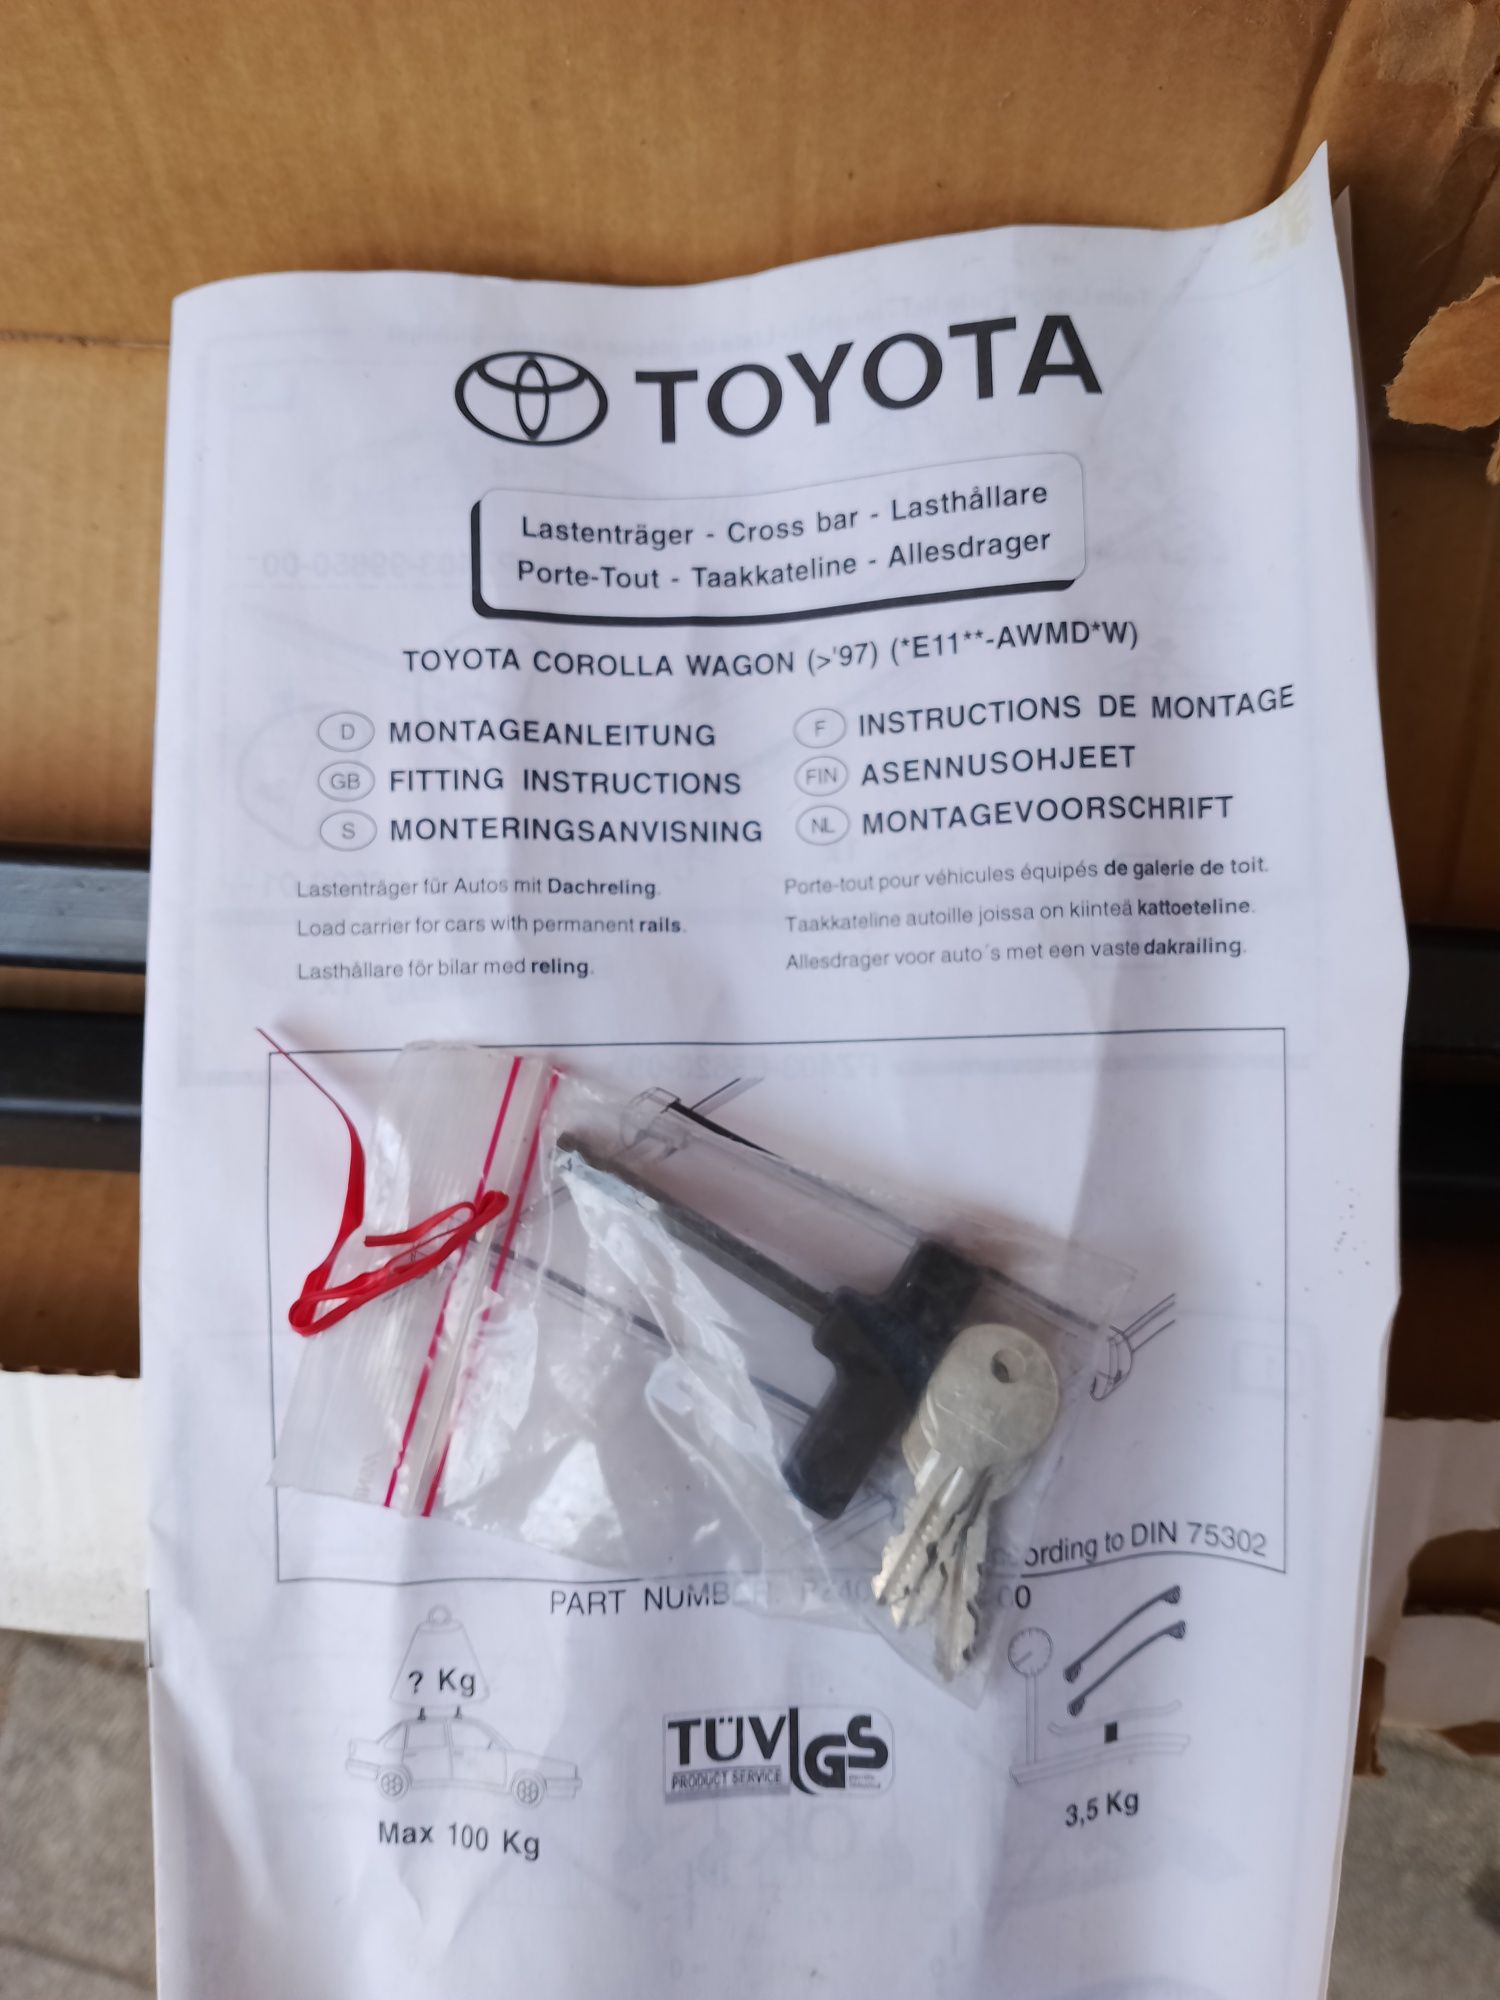 TOYOTA
Lastenträger - Cross bar - Lasthållare
Porte-Tout - Taakkateline - Allesdrager
TOYOTA COROLLA WAGON (>'97) (*E11**-AWMD*W)
D MONTAGEANLEITUNG
GB FITTING INSTRUCTIONS
S MONTERINGSANVISNING
F INSTRUCTIONS DE MONTAGE
FIN ASENNUSOHJEET
NL MONTAGEVOORSCHRIFT
Lastenträger für Autos mit Dachreling.
Load carrier for cars with permanent rails.
Lasthållare för bilar med reling.
Porte-tout pour véhicules équipés de galerie de toit.
Taakkateline autoille joissa on kiinteä kattoeteline.
Allesdrager voor auto´s met een vaste dakrailing.
ording to DIN 75302
PART NUMBER
? Kg
Max 100 Kg
TÜV GS
PRODUCT SERVICE
3,5 Kg